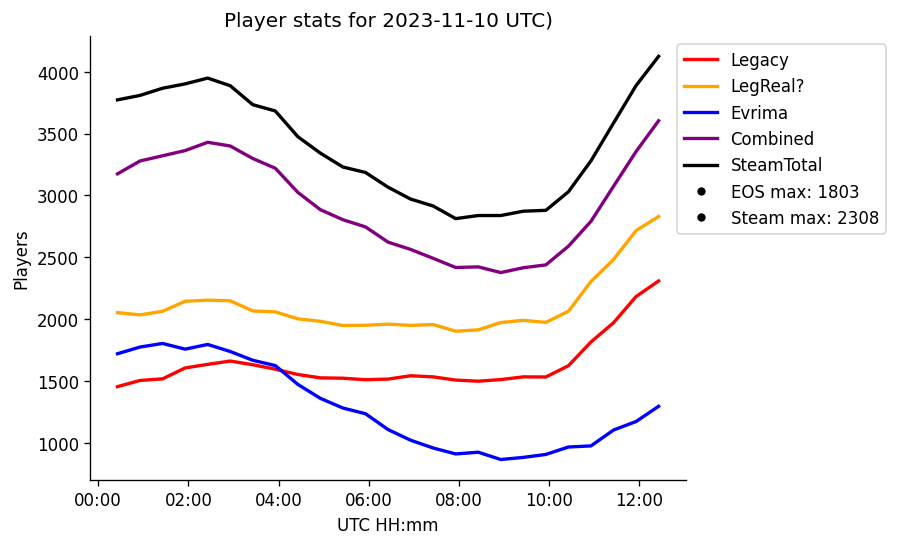 Player stats for 2023-11-10 UTC)
Legacy
LegReal?
Evrima
Combined
SteamTotal
EOS max: 1803
Steam max: 2308
Players
4000
3500
3000
2500
2000
1500
1000
00:00 02:00 04:00 06:00 08:00 10:00 12:00
UTC HH:mm